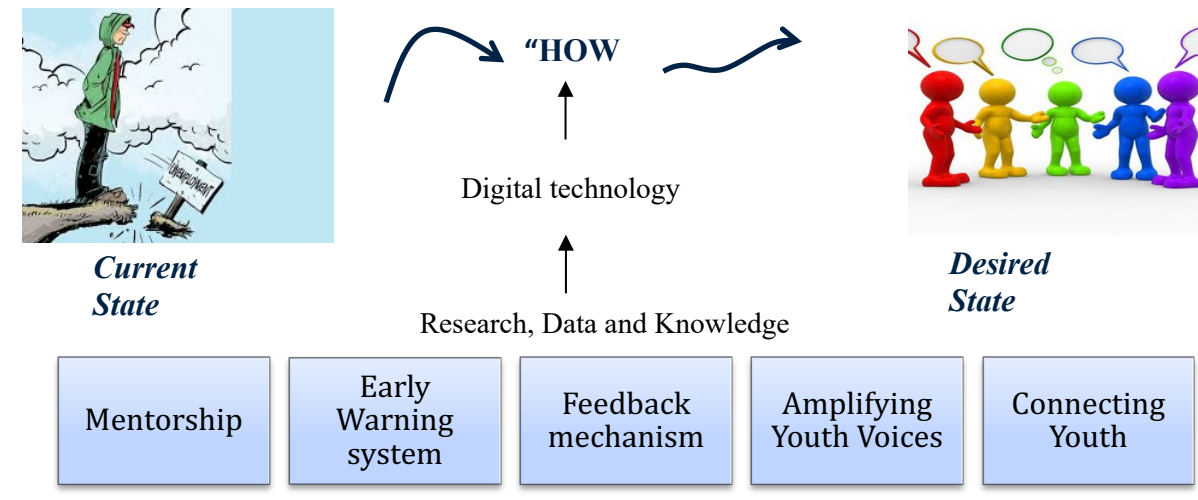 “HOW
UNEMPLOYMENT
Digital technology
Current
State
Desired
State
Research, Data and Knowledge
Mentorship
Early
Warning
system
Feedback
mechanism
Amplifying
Youth Voices
Connecting
Youth